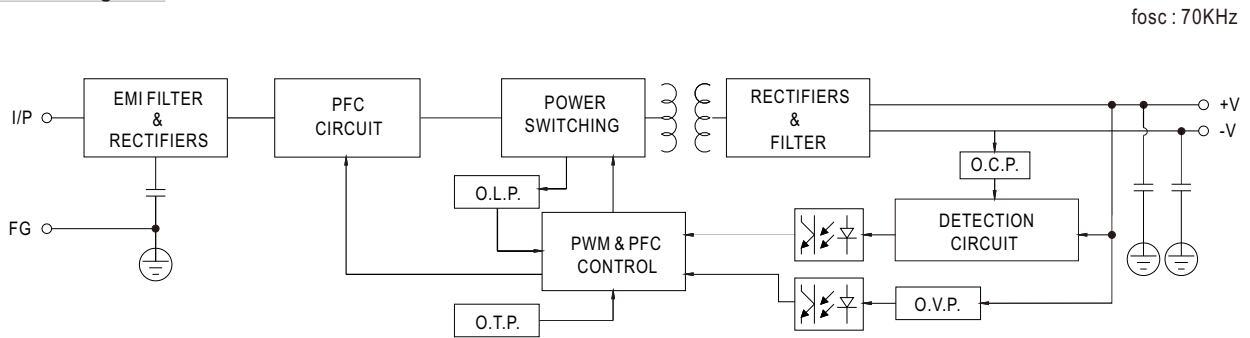 fosc : 70KHz
I/P
EMI FILTER
&
RECTIFIERS
PFC
CIRCUIT
POWER
SWITCHING
RECTIFIERS
&
FILTER
+V
-V
O.C.P.
O.L.P.
FG
PWM & PFC
CONTROL
DETECTION
CIRCUIT
O.V.P.
O.T.P.